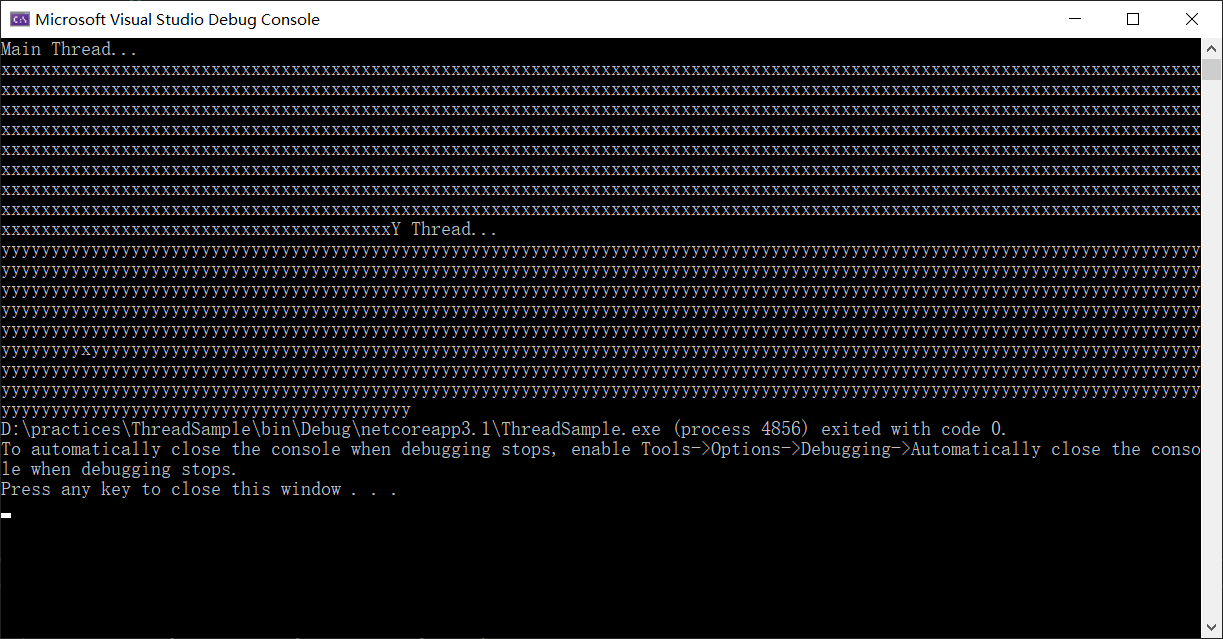 Microsoft Visual Studio Debug Console
Main Thread...
xxxxxxxxxxxxxxxxxxxxxxxxxxxxxxxxxxxxxxxxxxxxxxxxxxxxxxxxxxxxxxxxxxxxxxxxxxxxxxxxxxxxxxxxxxxxxxxxxxxxxxxxxxxxxxxxxxxxxxxx
xxxxxxxxxxxxxxxxxxxxxxxxxxxxxxxxxxxxxxxxxxxxxxxxxxxxxxxxxxxxxxxxxxxxxxxxxxxxxxxxxxxxxxxxxxxxxxxxxxxxxxxxxxxxxxxxxxxxxxxx
xxxxxxxxxxxxxxxxxxxxxxxxxxxxxxxxxxxxxxxxxxxxxxxxxxxxxxxxxxxxxxxxxxxxxxxxxxxxxxxxxxxxxxxxxxxxxxxxxxxxxxxxxxxxxxxxxxxxxxxx
xxxxxxxxxxxxxxxxxxxxxxxxxxxxxxxxxxxxxxxxxxxxxxxxxxxxxxxxxxxxxxxxxxxxxxxxxxxxxxxxxxxxxxxxxxxxxxxxxxxxxxxxxxxxxxxxxxxxxxxx
xxxxxxxxxxxxxxxxxxxxxxxxxxxxxxxxxxxxxxxxxxxxxxxxxxxxxxxxxxxxxxxxxxxxxxxxxxxxxxxxxxxxxxxxxxxxxxxxxxxxxxxxxxxxxxxxxxxxxxxx
xxxxxxxxxxxxxxxxxxxxxxxxxxxxxxxxxxxxxxxxxxxxxxxxxxxxxxxxxxxxxxxxxxxxxxxxxxxxxxxxxxxxxxxxxxxxxxxxxxxxxxxxxxxxxxxxxxxxxxxx
xxxxxxxxxxxxxxxxxxxxxxxxxxxxxxxxxxxxxxxxxxxxxxxxxxxxxxxxxxxxxxxxxxxxxxxxxxxxxxxxxxxxxxxxxxxxxxxxxxxxxxxxxxxxxxxxxxxxxxxx
xxxxxxxxxxxxxxxxxxxxxxxxxxxxxxxxxxxxxxxxxxxxxxxxxxxxxxxxxxxxxxxxxxxxxxxxxxxxxxxxxxxxxxxxxxxxxxxxxxxxxxxxxxxxxxxxxxxxxxxx
xxxxxxxxxxxxxxxxxxxxxxxxxxxxxxxxxxxxxxxY Thread...
yyyyyyyyyyyyyyyyyyyyyyyyyyyyyyyyyyyyyyyyyyyyyyyyyyyyyyyyyyyyyyyyyyyyyyyyyyyyyyyyyyyyyyyyyyyyyyyyyyyyyyyyyyyyyyyyyyyyyyyy
yyyyyyyyyyyyyyyyyyyyyyyyyyyyyyyyyyyyyyyyyyyyyyyyyyyyyyyyyyyyyyyyyyyyyyyyyyyyyyyyyyyyyyyyyyyyyyyyyyyyyyyyyyyyyyyyyyyyyyyy
yyyyyyyyyyyyyyyyyyyyyyyyyyyyyyyyyyyyyyyyyyyyyyyyyyyyyyyyyyyyyyyyyyyyyyyyyyyyyyyyyyyyyyyyyyyyyyyyyyyyyyyyyyyyyyyyyyyyyyyy
yyyyyyyyyyyyyyyyyyyyyyyyyyyyyyyyyyyyyyyyyyyyyyyyyyyyyyyyyyyyyyyyyyyyyyyyyyyyyyyyyyyyyyyyyyyyyyyyyyyyyyyyyyyyyyyyyyyyyyyy
yyyyyyyyyyyyyyyyyyyyyyyyyyyyyyyyyyyyyyyyyyyyyyyyyyyyyyyyyyyyyyyyyyyyyyyyyyyyyyyyyyyyyyyyyyyyyyyyyyyyyyyyyyyyyyyyyyyyyyyy
yyyyyyyyxyyyyyyyyyyyyyyyyyyyyyyyyyyyyyyyyyyyyyyyyyyyyyyyyyyyyyyyyyyyyyyyyyyyyyyyyyyyyyyyyyyyyyyyyyyyyyyyyyyyyyyyyyyyyyyy
yyyyyyyyyyyyyyyyyyyyyyyyyyyyyyyyyyyyyyyyyyyyyyyyyyyyyyyyyyyyyyyyyyyyyyyyyyyyyyyyyyyyyyyyyyyyyyyyyyyyyyyyyyyyyyyyyyyyyyyy
yyyyyyyyyyyyyyyyyyyyyyyyyyyyyyyyyyyyyyyyyyyyyyyyyyyyyyyyyyyyyyyyyyyyyyyyyyyyyyyyyyyyyyyyyyyyyyyyyyyyyyyyyyyyyyyyyyyyyyyy
yyyyyyyyyyyyyyyyyyyyyyyyyyyyyyyyyyyyyyyyy
D:\practices\ThreadSample\bin\Debug\netcoreapp3.1\ThreadSample.exe (process 4856) exited with code 0.
To automatically close the console when debugging stops, enable Tools->Options->Debugging->Automatically close the conso
le when debugging stops.
Press any key to close this window . . .